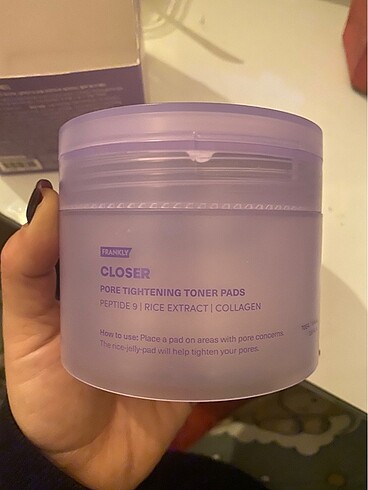 FRANKLY
CLOSER
PORE TIGHTENING TONER PADS
PEPTIDE 9 | RICE EXTRACT | COLLAGEN
How to use: Place a pad on areas with pore concerns.
The rice-jelly-pad will help tighten your pores.